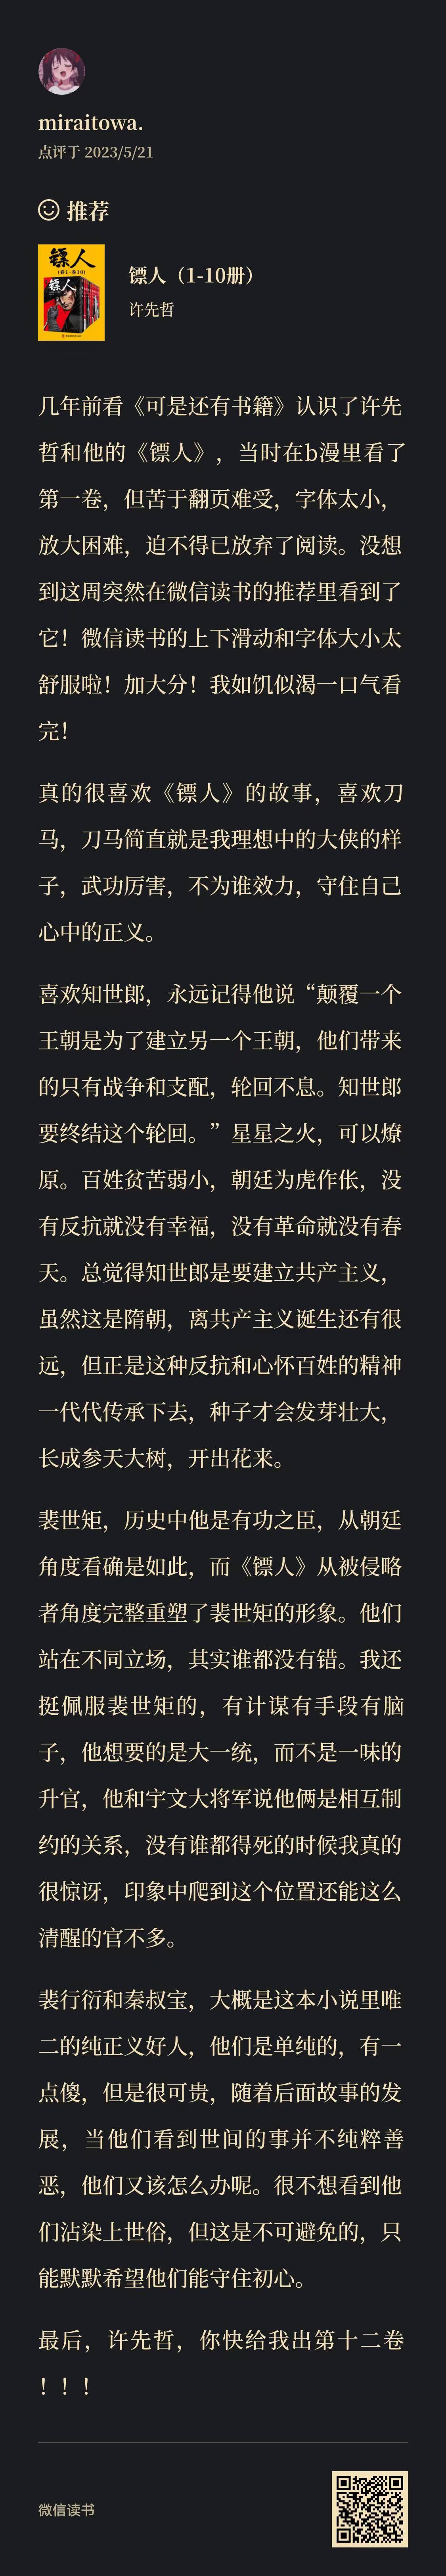 miraitowa.
点评于 2023/5/21
推荐
镖人
(卷1-卷10)
镖人
镖人（1-10册）
许先哲
几年前看《可是还有书籍》认识了许先
哲和他的《镖人》，当时在b漫里看了
第一卷，但苦于翻页难受，字体太小，
放大困难，迫不得已放弃了阅读。没想
到这周突然在微信读书的推荐里看到了
它！微信读书的上下滑动和字体大小太
舒服啦！加大分！我如饥似渴一口气看
完！
真的很喜欢《镖人》的故事，喜欢刀
马，刀马简直就是我理想中的大侠的样
子，武功厉害，不为谁效力，守住自己
心中的正义。
喜欢知世郎，永远记得他说“颠覆一个
王朝是为了建立另一个王朝，他们带来
的只有战争和支配，轮回不息。知世郎
要终结这个轮回。”星星之火，可以燎
原。百姓贫苦弱小，朝廷为虎作伥，没
有反抗就没有幸福，没有革命就没有春
天。总觉得知世郎是要建立共产主义，
虽然这是隋朝，离共产主义诞生还有很
远，但正是这种反抗和心怀百姓的精神
一代代传承下去，种子才会发芽壮大，
长成参天大树，开出花来。
裴世矩，历史中他是有功之臣，从朝廷
角度看确是如此，而《镖人》从被侵略
者角度完整重塑了裴世矩的形象。他们
站在不同立场，其实谁都没有错。我还
挺佩服裴世矩的，有计谋有手段有脑
子，他想要的是大一统，而不是一味的
升官，他和宇文大将军说他俩是相互制
约的关系，没有谁都得死的时候我真的
很惊讶，印象中爬到这个位置还能这么
清醒的官不多。
裴行衍和秦叔宝，大概是这本小说里唯
二的纯正义好人，他们是单纯的，有一
点傻，但是很可贵，随着后面故事的发
展，当他们看到世间的事并不纯粹善
恶，他们又该怎么办呢。很不想看到他
们沾染上世俗，但这是不可避免的，只
能默默希望他们能守住初心。
最后，许先哲，你快给我出第十二卷
！！！
微信读书